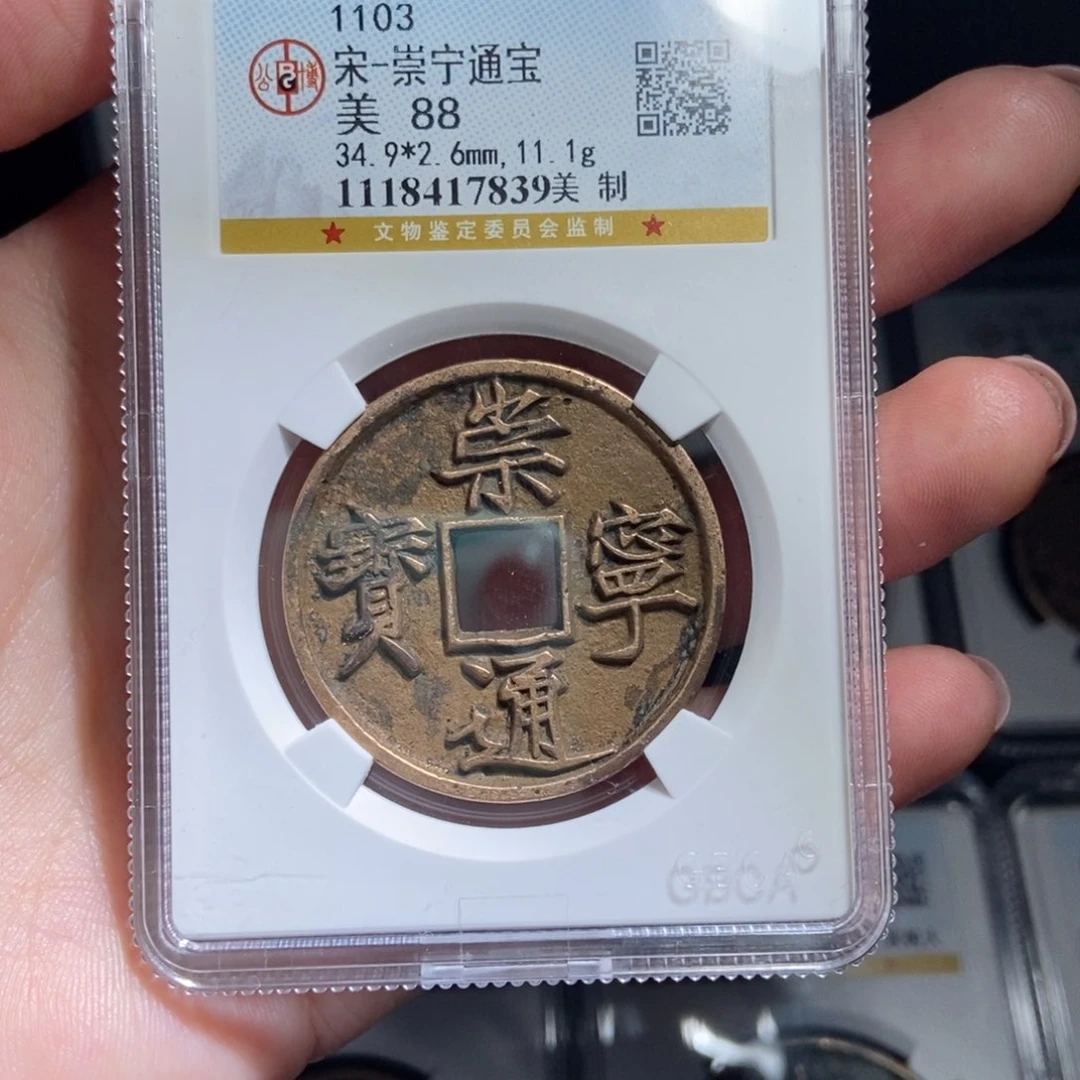 1103
公博
宋-崇宁通宝
美 88
34.9*2.6mm,11.1g
1118417839美 制
文物鉴定委员会监制
崇
寶 寧
通
GBCA